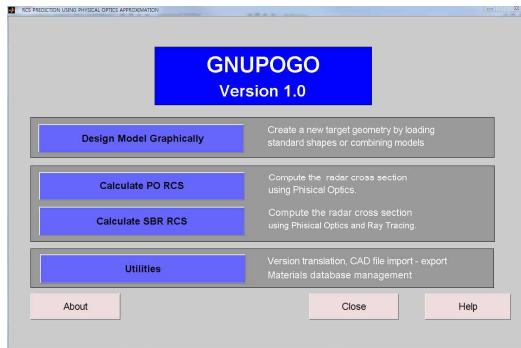 RCS PREDICTION USING PHYSICAL OPTICS APPROXIMATION
GNUPOGO
Version 1.0
Design Model Graphically
Create a new target geometry by loading
standard shapes or combining models
Calculate PO RCS
Compute the radar cross section
using Phisical Optics.
Calculate SBR RCS
Compute the radar cross section
using Phisical Optics and Ray Tracing.
Utilities
Version translation, CAD file import - export
Materials database management
About
Close
Help